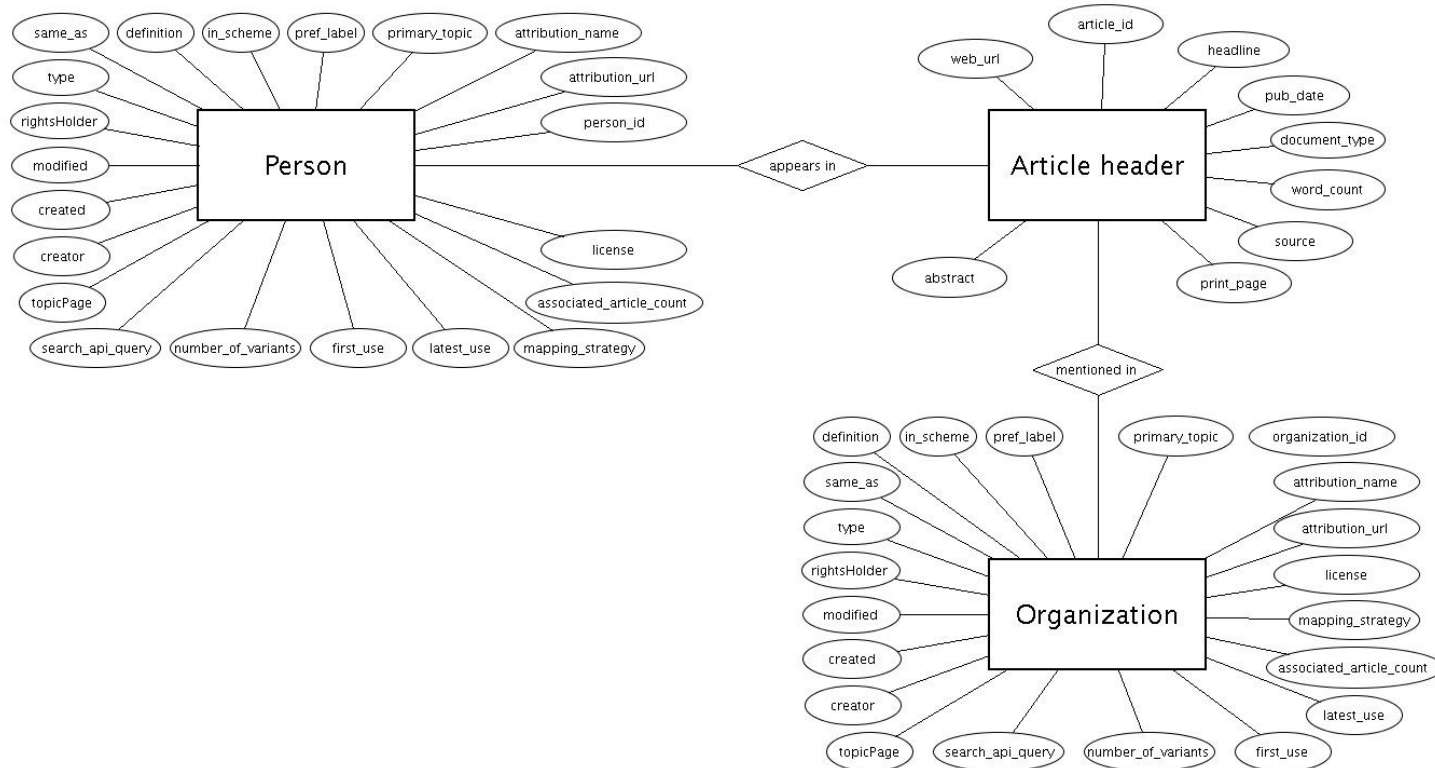 same_as
definition
in_scheme
pref_label
primary_topic
attribution_name
type
attribution_url
rightsHolder
person_id
modified
Person
created
creator
license
topicPage
associated_article_count
search_api_query
number_of_variants
first_use
latest_use
mapping_strategy
appears in
article_id
web_url
headline
pub_date
document_type
Article header
word_count
source
abstract
print_page
mentioned in
definition
in_scheme
pref_label
primary_topic
organization_id
same_as
attribution_name
type
attribution_url
rightsHolder
license
modified
Organization
mapping_strategy
created
associated_article_count
creator
latest_use
topicPage
search_api_query
number_of_variants
first_use